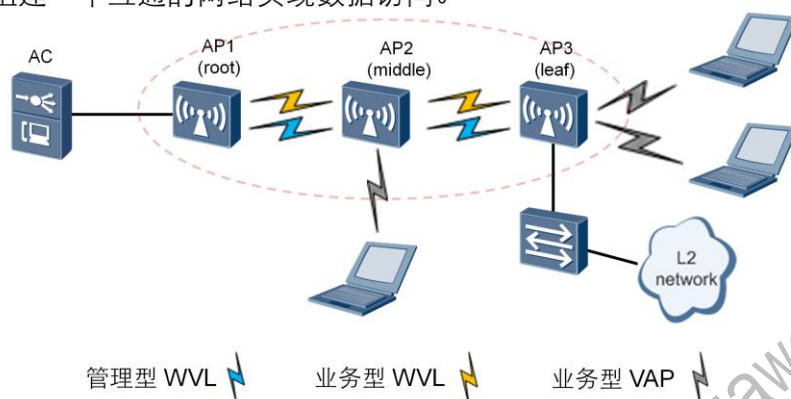 AC
AP1
(root)
AP2
(middle)
AP3
(leaf)
L2
network
管理型 WVL
业务型 WVL
业务型 VAP